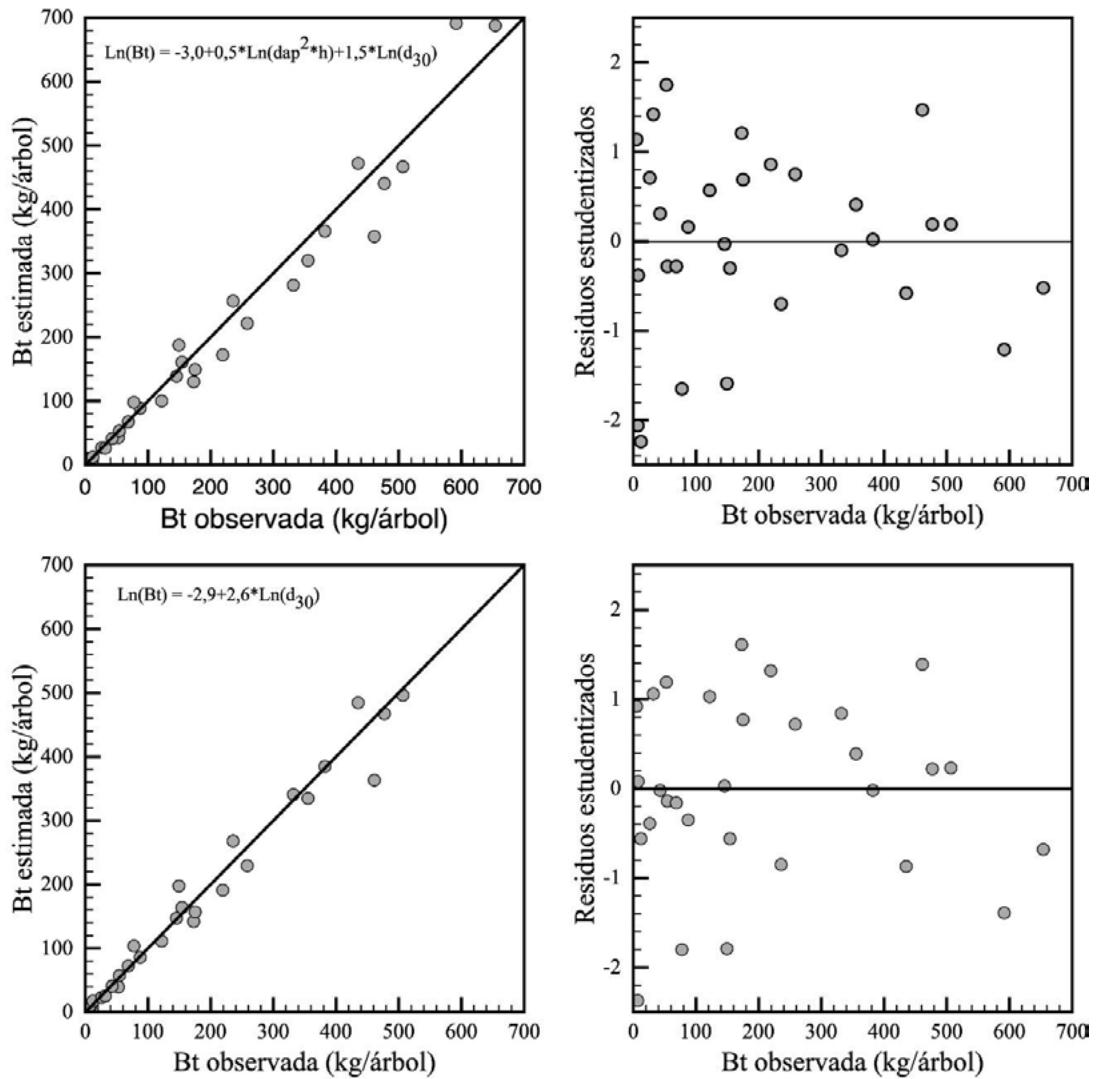 Ln(Bt) = -3,0+0,5*Ln(dap²*h)+1,5*Ln(d30)
Bt estimada (kg/árbol)
700
600
500
400
300
200
100
0
0 100 200 300 400 500 600 700
Bt observada (kg/árbol)
Residuos estudentizados
2
1
0
-1
-2
0 100 200 300 400 500 600 700
Bt observada (kg/árbol)
Ln(Bt) = -2,9+2,6*Ln(d30)
Bt estimada (kg/árbol)
700
600
500
400
300
200
100
0
0 100 200 300 400 500 600 700
Bt observada (kg/árbol)
Residuos estudentizados
2
1
0
-1
-2
0 100 200 300 400 500 600 700
Bt observada (kg/árbol)